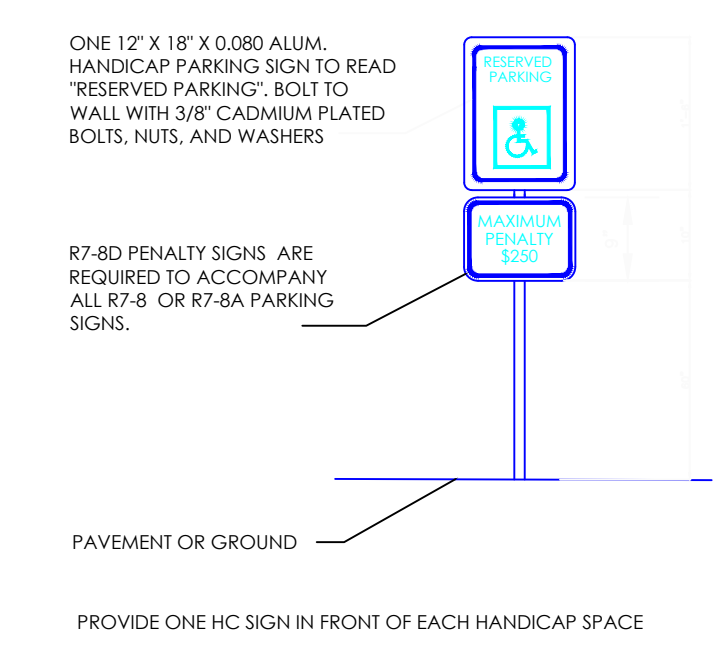 ONE 12" X 18" X 0.080 ALUM.
HANDICAP PARKING SIGN TO READ
"RESERVED PARKING". BOLT TO
WALL WITH 3/8" CADMIUM PLATED
BOLTS, NUTS, AND WASHERS
RESERVED
PARKING
MAXIMUM
PENALTY
$250
R7-8D PENALTY SIGNS ARE
REQUIRED TO ACCOMPANY
ALL R7-8 OR R7-8A PARKING
SIGNS.
PAVEMENT OR GROUND
PROVIDE ONE HC SIGN IN FRONT OF EACH HANDICAP SPACE